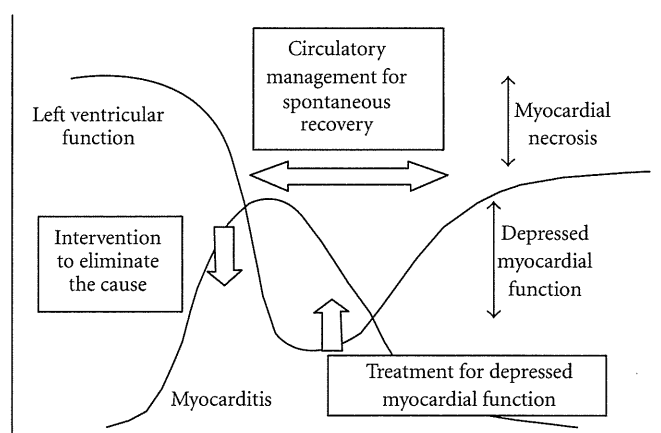 Circulatory
management for
spontaneous
recovery
Left ventricular
function
Myocardial
necrosis
Intervention
to eliminate
the cause
Depressed
myocardial
function
Myocarditis
Treatment for depressed
myocardial function